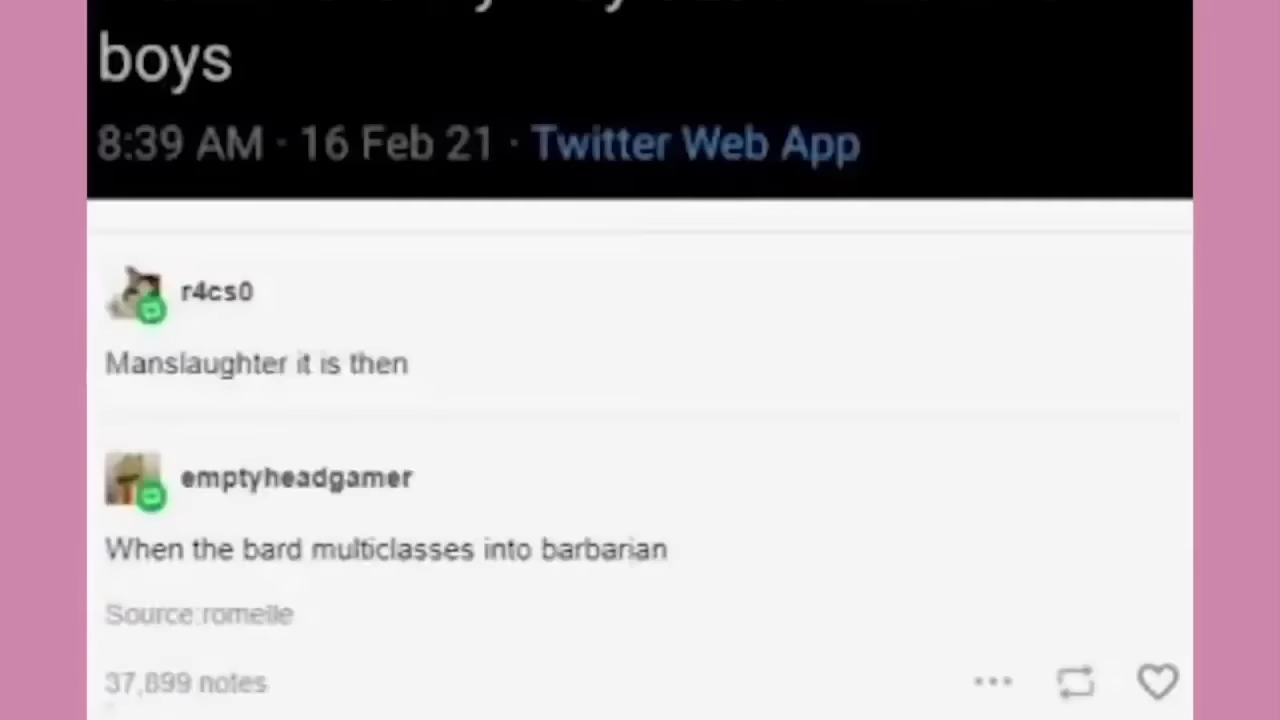 boys
8:39 AM · 16 Feb 21 · Twitter Web App
r4cs0
Manslaughter it is then
emptyheadgamer
When the bard multiclasses into barbarian
Source:romelle
37,899 notes